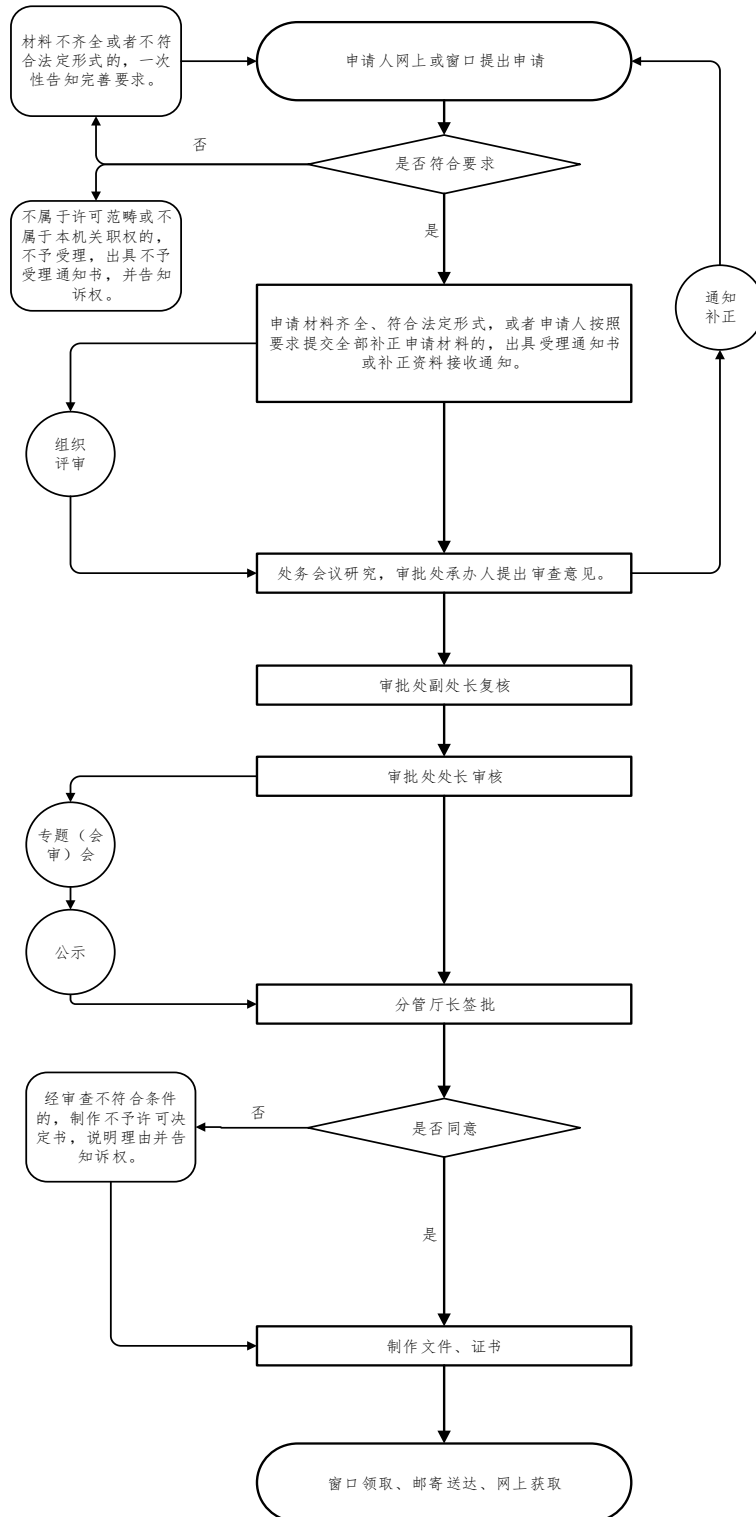 材料不齐全或者不符
合法定形式的，一次
性告知完善要求。
申请人网上或窗口提出申请
否
是否符合要求
不属于许可范畴或不
属于本机关职权的，
不予受理，出具不予
受理通知书，并告知
诉权。
是
通知
补正
申请材料齐全、符合法定形式，或者申请人按照
要求提交全部补正申请材料的，出具受理通知书
或补正资料接收通知。
组织
评审
处务会议研究，审批处承办人提出审查意见。
审批处副处长复核
审批处处长审核
专题（会
审）会
公示
分管厅长签批
经审查不符合条件
的，制作不予许可决
定书，说明理由并告
知诉权。
否
是否同意
是
制作文件、证书
窗口领取、邮寄送达、网上获取